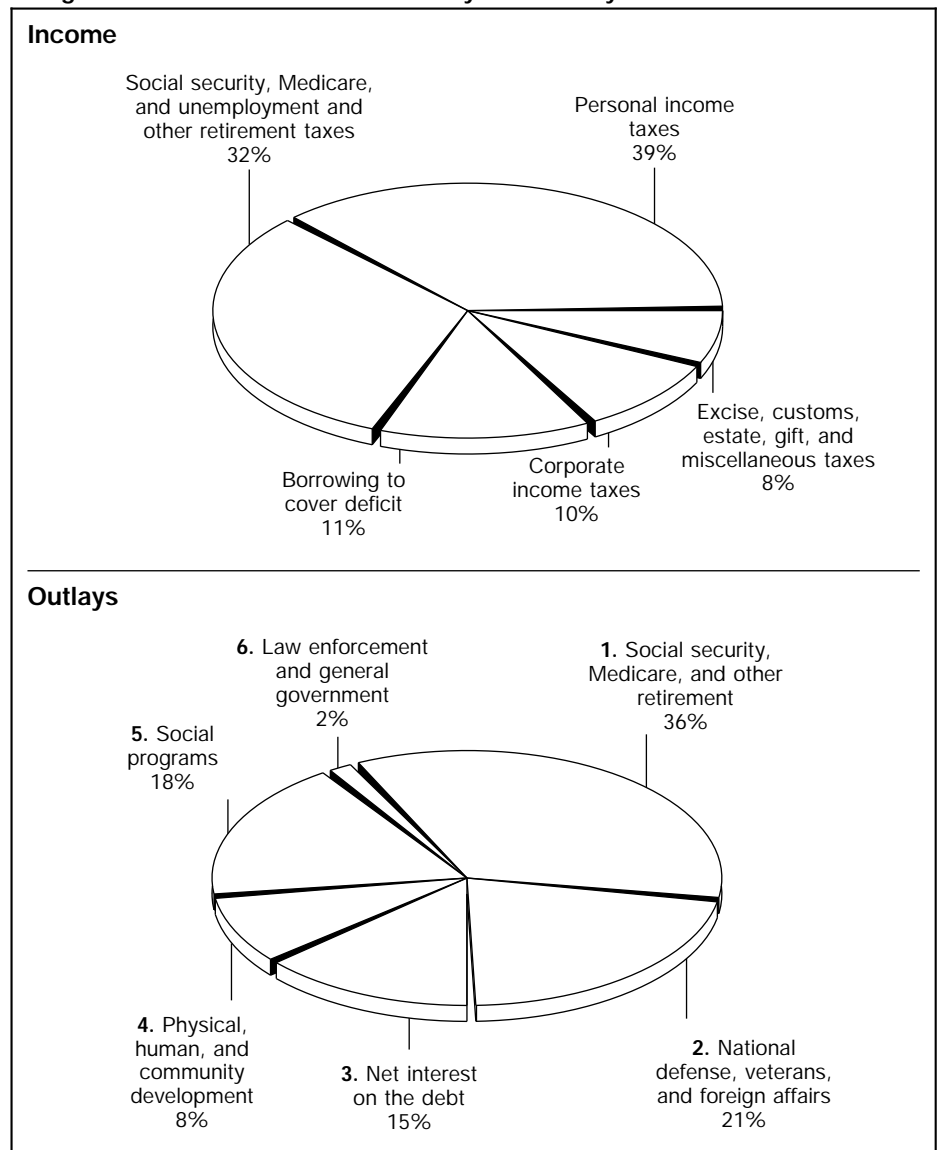 Income
Social security, Medicare,
and unemployment and
other retirement taxes
32%
Personal income
taxes
39%
Excise, customs,
estate, gift, and
miscellaneous taxes
8%
Corporate
income taxes
10%
Borrowing to
cover deficit
11%
Outlays
6. Law enforcement
and general
government
2%
1. Social security,
Medicare, and other
retirement
36%
5. Social
programs
18%
4. Physical,
human, and
community
development
8%
3. Net interest
on the debt
15%
2. National
defense, veterans,
and foreign affairs
21%